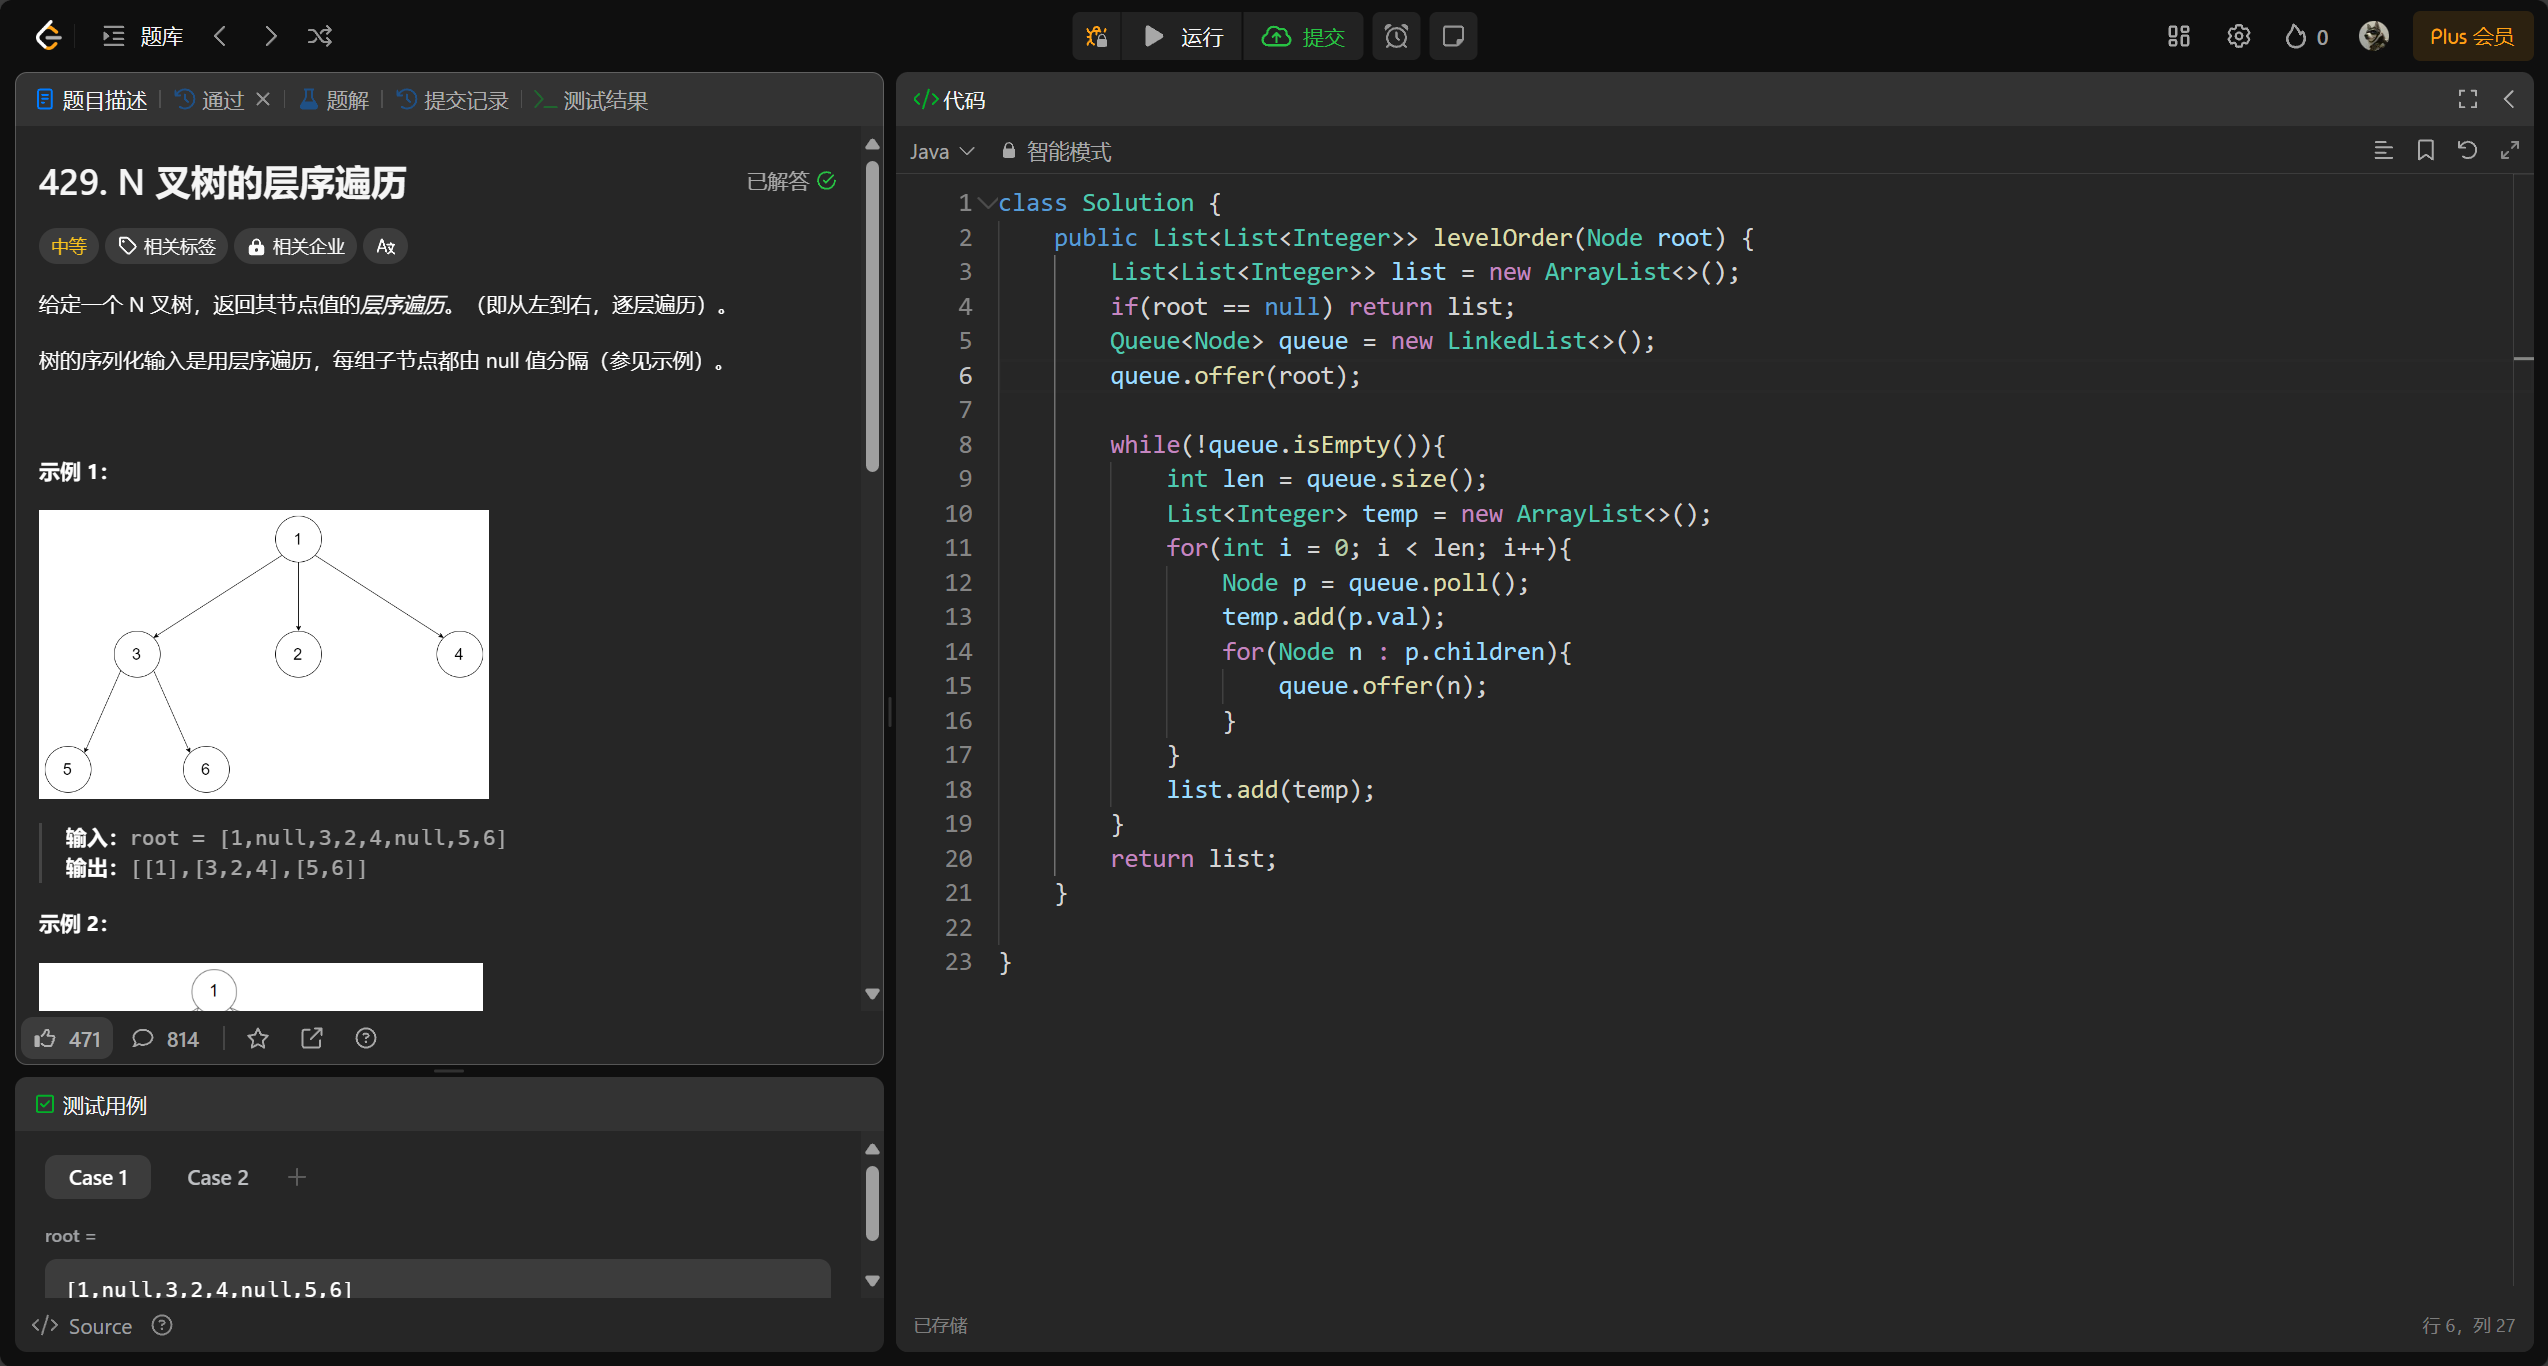 题库
运行
提交
0
Plus 会员
题目描述
通过
题解
提交记录
测试结果
429. N 叉树的层序遍历
已解答
中等
相关标签
相关企业
给定一个 N 叉树，返回其节点值的层序遍历。（即从左到右，逐层遍历）。
树的序列化输入是用层序遍历，每组子节点都由 null 值分隔（参见示例）。
示例 1：
1
3 2 4
5 6
输入：root = [1,null,3,2,4,null,5,6]
输出：[[1],[3,2,4],[5,6]]
示例 2：
1
471
814
测试用例
Case 1
Case 2
root =
[1,null,3,2,4,null,5,6]
</> Source
</> 代码
Java
智能模式
1 class Solution {
2 public List<List<Integer>> levelOrder(Node root) {
3 List<List<Integer>> list = new ArrayList<>();
4 if(root == null) return list;
5 Queue<Node> queue = new LinkedList<>();
6 queue.offer(root);
7
8 while(!queue.isEmpty()){
9 int len = queue.size();
10 List<Integer> temp = new ArrayList<>();
11 for(int i = 0; i < len; i++){
12 Node p = queue.poll();
13 temp.add(p.val);
14 for(Node n : p.children){
15 queue.offer(n);
16 }
17 }
18 list.add(temp);
19 }
20 return list;
21 }
22
23 }
已存储
行 6，列 27